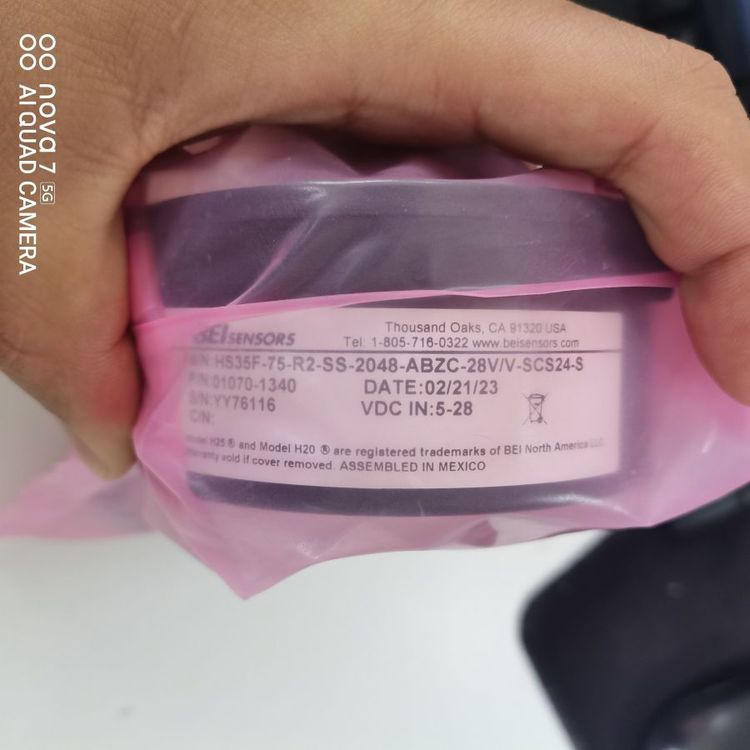 nova 7 5G
AI QUAD CAMERA
BEI SENSORS
Thousand Oaks, CA 91320 USA
Tel: 1-805-716-0322 www.beisensors.com
M/N:HS35F-75-R2-SS-2048-ABZC-28V/V-SCS24-S
P/N:01070-1340 DATE:02/21/23
S/N:YY76116 VDC IN:5-28
C/N:
Model H25 ® and Model H20 ® are registered trademarks of BEI North America LLC
Warranty void if cover removed. ASSEMBLED IN MEXICO